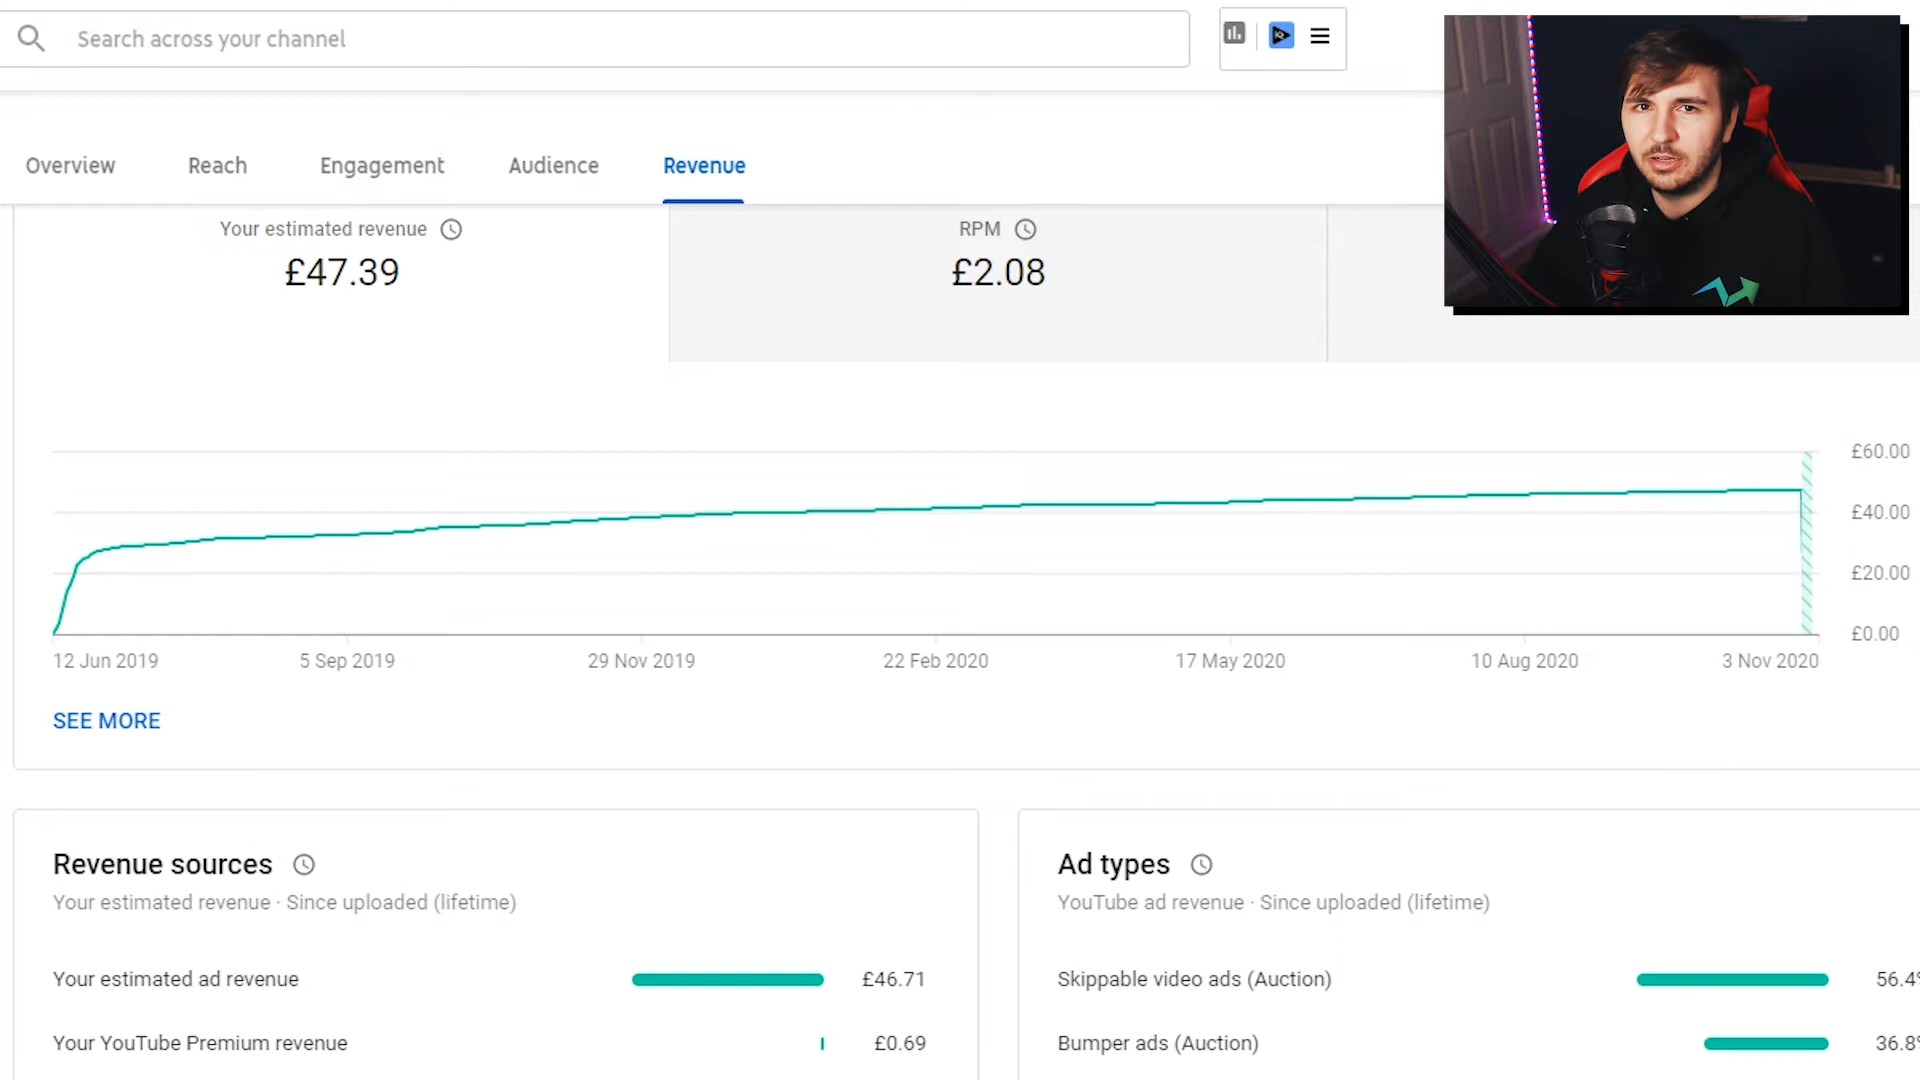 Search across your channel
Overview
Reach
Engagement
Audience
Revenue
Your estimated revenue
£47.39
RPM
£2.08
£60.00
£40.00
£20.00
£0.00
12 Jun 2019
5 Sep 2019
29 Nov 2019
22 Feb 2020
17 May 2020
10 Aug 2020
3 Nov 2020
SEE MORE
Revenue sources
Your estimated revenue · Since uploaded (lifetime)
Your estimated ad revenue
£46.71
Your YouTube Premium revenue
£0.69
Ad types
YouTube ad revenue · Since uploaded (lifetime)
Skippable video ads (Auction)
56.4%
Bumper ads (Auction)
36.8%